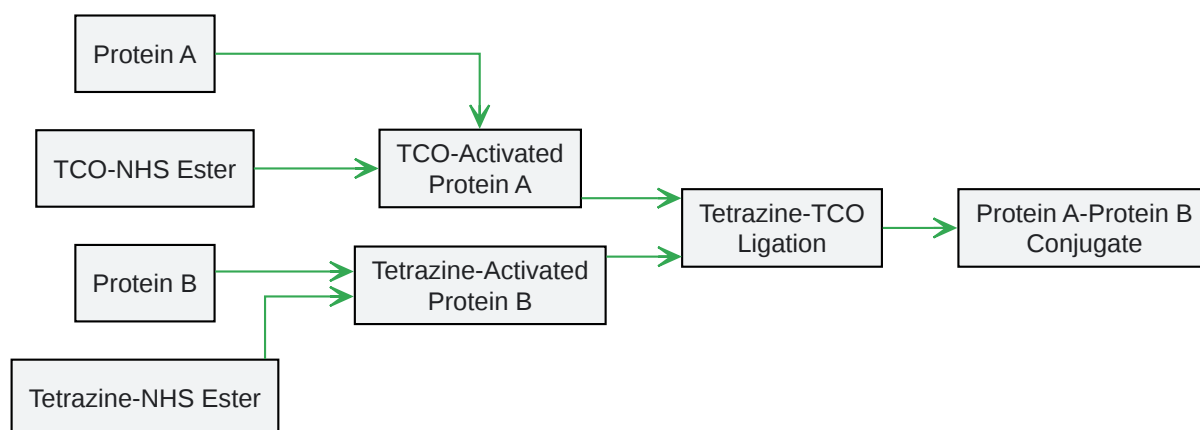 Protein A
TCO-NHS Ester
TCO-Activated
Protein A
Protein B
Tetrazine-Activated
Protein B
Tetrazine-NHS Ester
Tetrazine-TCO
Ligation
Protein A-Protein B
Conjugate